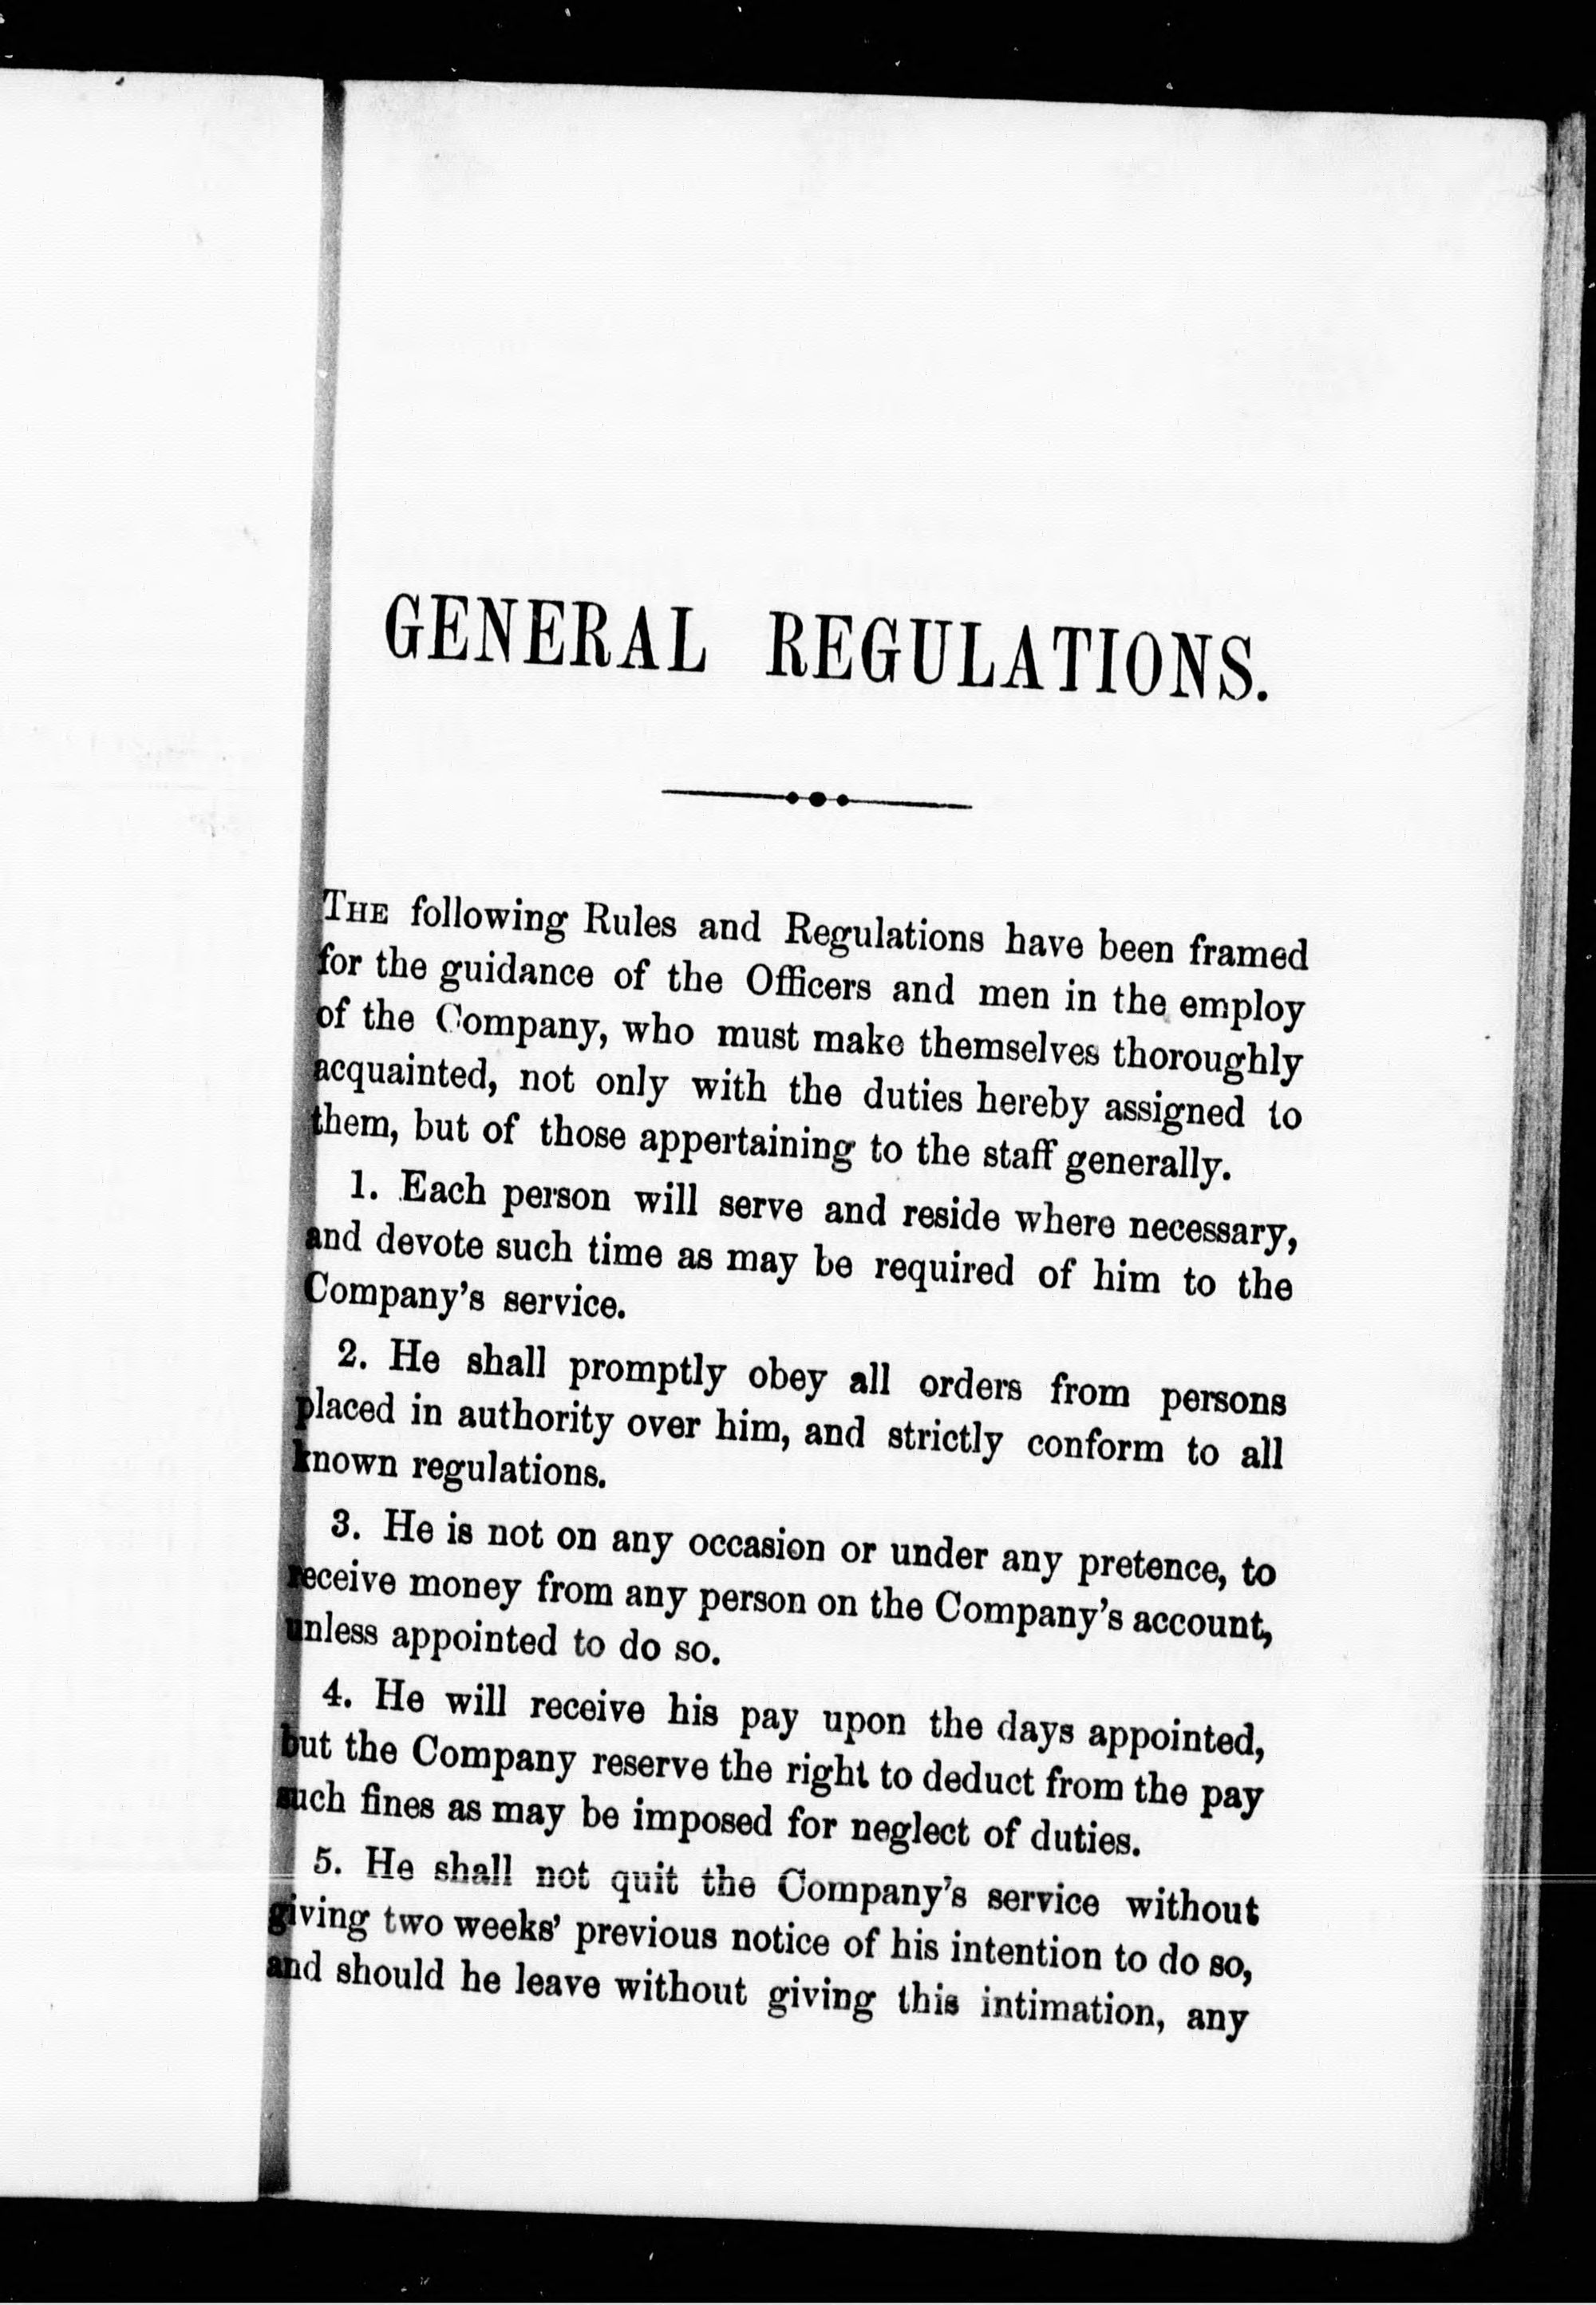 GENERAL REGULATIONS.
THE following Rules and Regulations have been framed
for the guidance of the Officers and men in the employ
of the Company, who must make themselves thoroughly
acquainted, not only with the duties hereby assigned to
them, but of those appertaining to the staff generally.
1. Each person will serve and reside where necessary,
and devote such time as may be required of him to the
Company's service.
2. He shall promptly obey all orders from persons
placed in authority over him, and strictly conform to all
known regulations.
3. He is not on any occasion or under any pretence, to
receive money from any person on the Company's account,
unless appointed to do so.
4. He will receive his pay upon the days appointed,
but the Company reserve the right to deduct from the pay
such fines as may be imposed for neglect of duties.
5. He shall not quit the Company's service without
giving two weeks' previous notice of his intention to do so,
and should he leave without giving this intimation, any